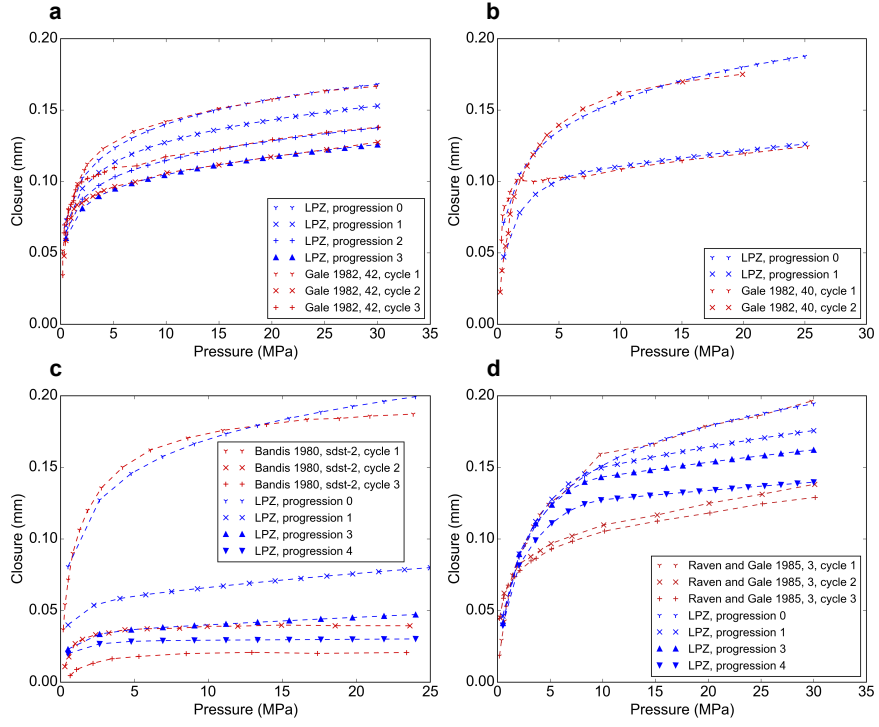 a
0.20
0.15
0.10
0.05
0.00
Closure (mm)
0 5 10 15 20 25 30 35
Pressure (MPa)
LPZ, progression 0
LPZ, progression 1
LPZ, progression 2
LPZ, progression 3
Gale 1982, 42, cycle 1
Gale 1982, 42, cycle 2
Gale 1982, 42, cycle 3
b
0.20
0.15
0.10
0.05
0.00
Closure (mm)
0 5 10 15 20 25 30
Pressure (MPa)
LPZ, progression 0
LPZ, progression 1
Gale 1982, 40, cycle 1
Gale 1982, 40, cycle 2
c
0.20
0.15
0.10
0.05
0.00
Closure (mm)
0 5 10 15 20 25
Pressure (MPa)
Bandis 1980, sdst-2, cycle 1
Bandis 1980, sdst-2, cycle 2
Bandis 1980, sdst-2, cycle 3
LPZ, progression 0
LPZ, progression 1
LPZ, progression 3
LPZ, progression 4
d
0.20
0.15
0.10
0.05
0.00
Closure (mm)
0 5 10 15 20 25 30 35
Pressure (MPa)
Raven and Gale 1985, 3, cycle 1
Raven and Gale 1985, 3, cycle 2
Raven and Gale 1985, 3, cycle 3
LPZ, progression 0
LPZ, progression 1
LPZ, progression 3
LPZ, progression 4